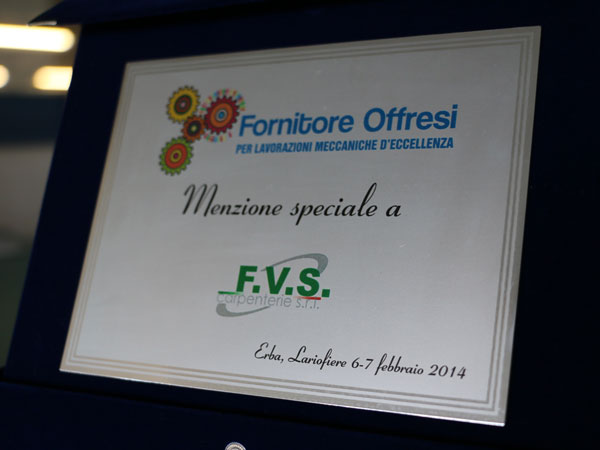 Fornitore Offresi
PER LAVORAZIONI MECCANICHE D'ECCELLENZA
Menzione speciale a
F.V.S.
carpenterie s.r.l.
Erba, Lariofiere 6-7 febbraio 2014